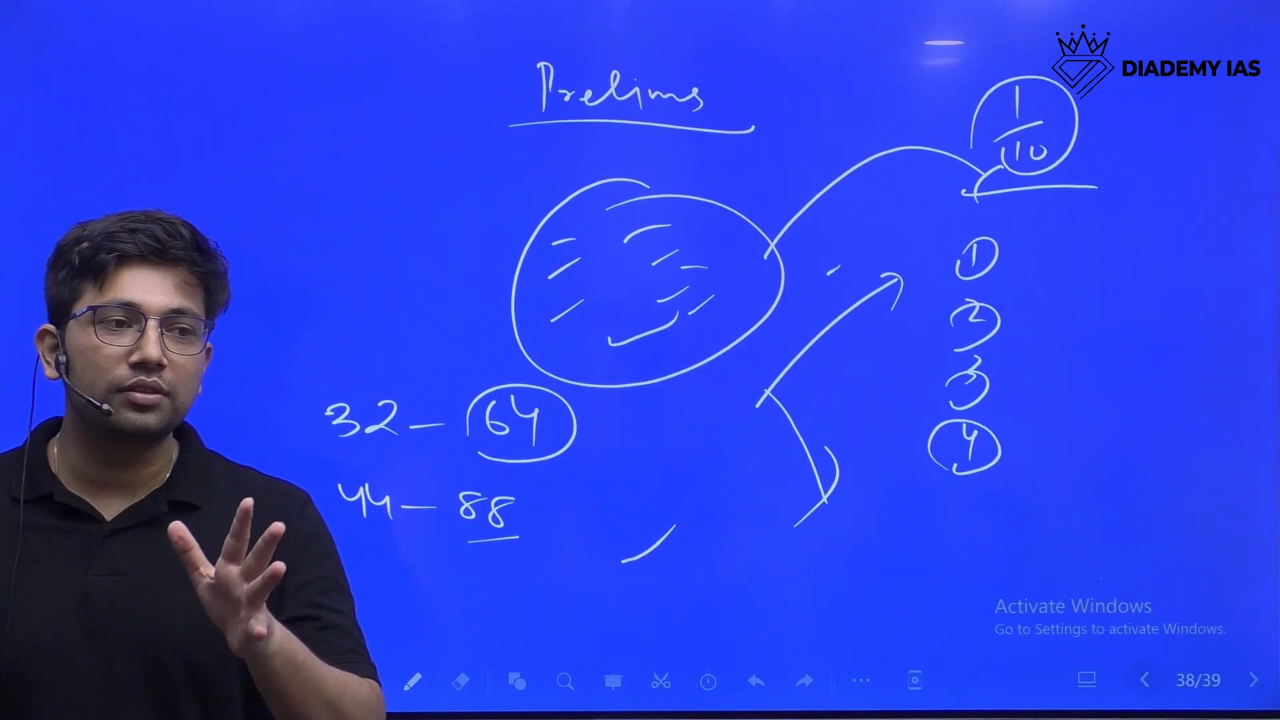 DIADEMY IAS
Prelims
1
110
1
2
3
32 - 64
4
44 - 88
Activate Windows
Go to Settings to activate Windows.
38/39